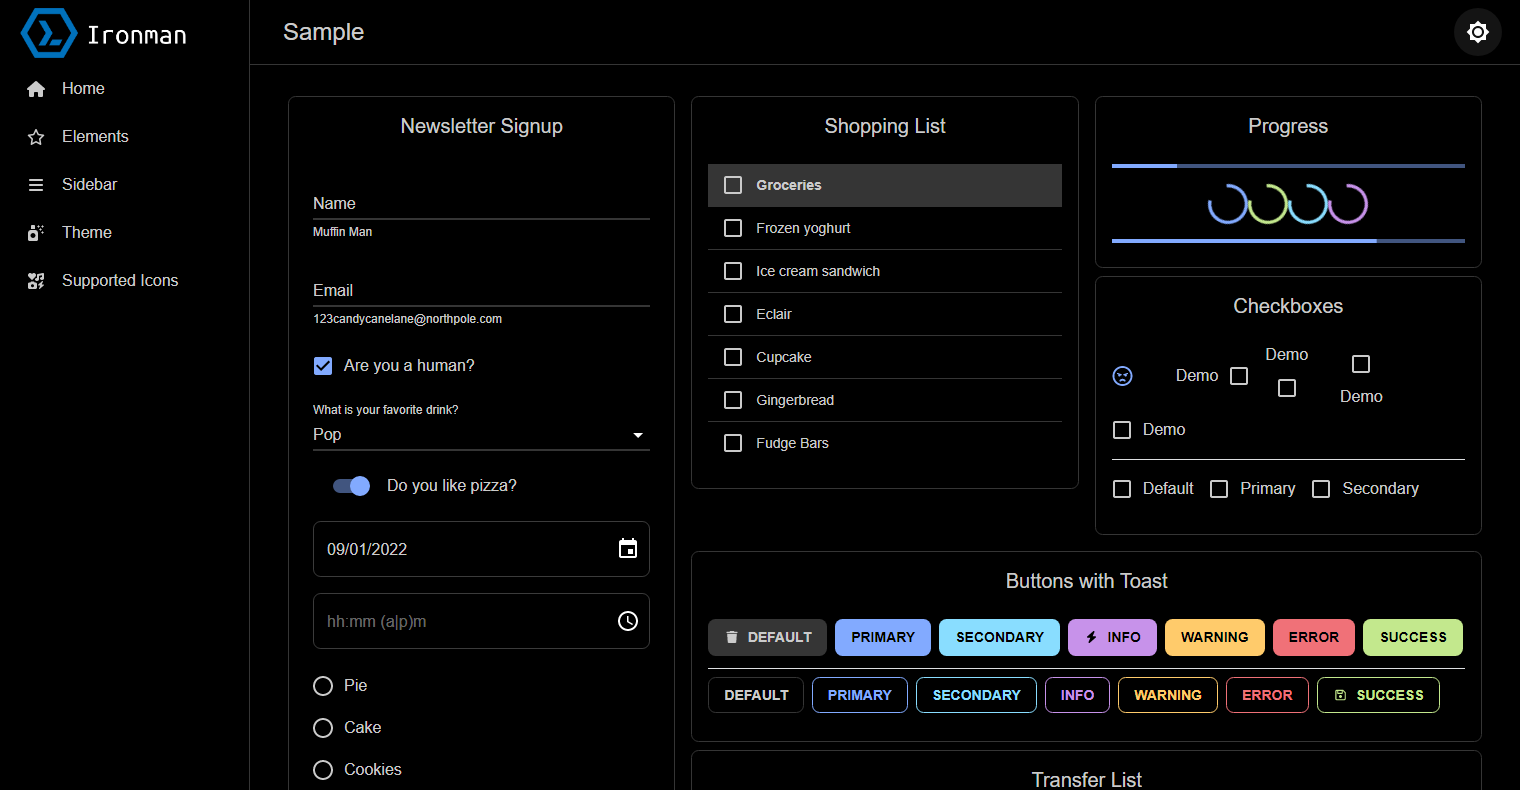 Ironman
Home
Elements
Sidebar
Theme
Supported Icons
Sample
Newsletter Signup
Name
Muffin Man
Email
123candycanelane@northpole.com
Are you a human?
What is your favorite drink?
Pop
Do you like pizza?
09/01/2022
hh:mm (a|p)m
Pie
Cake
Cookies
Shopping List
Groceries
Frozen yoghurt
Ice cream sandwich
Eclair
Cupcake
Gingerbread
Fudge Bars
Progress
Checkboxes
Demo
Demo
Demo
Demo
Default Primary Secondary
Buttons with Toast
DEFAULT PRIMARY SECONDARY INFO WARNING ERROR SUCCESS
DEFAULT PRIMARY SECONDARY INFO WARNING ERROR SUCCESS
Transfer List